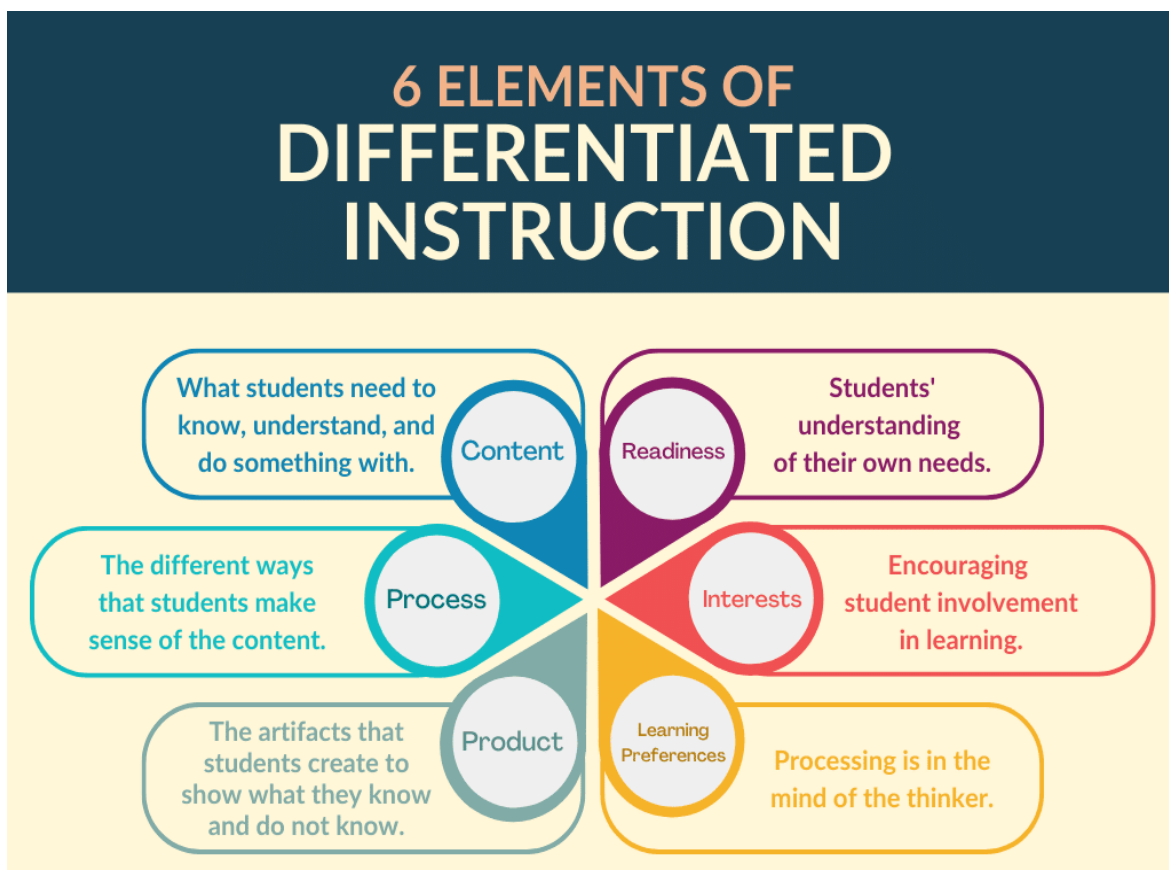 6 ELEMENTS OF
DIFFERENTIATED
INSTRUCTION
What students need to
know, understand, and
do something with.
Content
Readiness
Students'
understanding
of their own needs.
The different ways
that students make
sense of the content.
Process
Interests
Encouraging
student involvement
in learning.
The artifacts that
students create to
show what they know
and do not know.
Product
Learning
Preferences
Processing is in the
mind of the thinker.